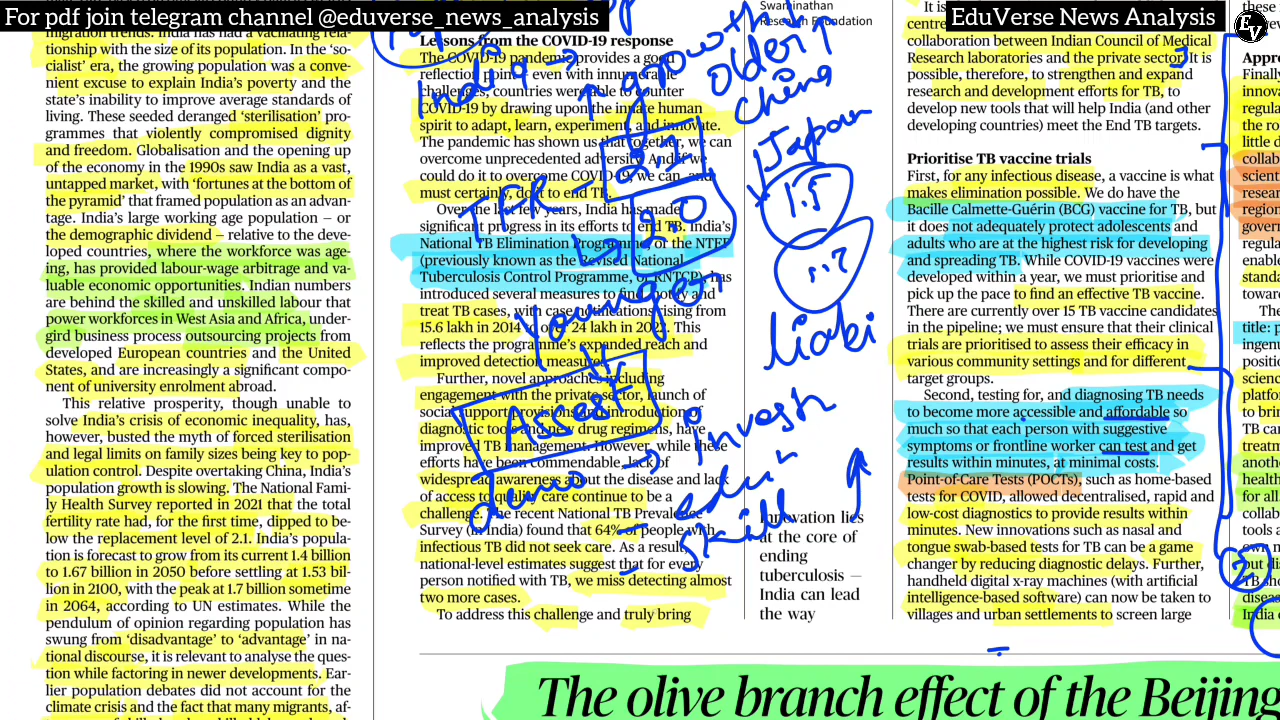 For pdf join telegram channel @eduverse_news_analysis
EduVerse News Analysis
migration trends. India has had a vacillating rela-
tionship with the size of its population. In the ‘so-
cialist’ era, the growing population was a conve-
nient excuse to explain India’s poverty and the
state’s inability to improve average standards of
living. These seeded deranged ‘sterilisation’ pro-
grammes that violently compromised dignity
and freedom. Globalisation and the opening up
of the economy in the 1990s saw India as a vast,
untapped market, with ‘fortunes at the bottom of
the pyramid’ that framed population as an advan-
tage. India’s large working age population — or
the demographic dividend — relative to the deve-
loped countries, where the workforce was age-
ing, has provided labour-wage arbitrage and va-
luable economic opportunities. Indian numbers
are behind the skilled and unskilled labour that
power workforces in West Asia and Africa, under-
gird business process outsourcing projects from
developed European countries and the United
States, and are increasingly a significant compo-
nent of university enrolment abroad.
This relative prosperity, though unable to
solve India’s crisis of economic inequality, has,
however, busted the myth of forced sterilisation
and legal limits on family sizes being key to pop-
ulation control. Despite overtaking China, India’s
population growth is slowing. The National Fami-
ly Health Survey reported in 2021 that the total
fertility rate had, for the first time, dipped to be-
low the replacement level of 2.1. India’s popula-
tion is forecast to grow from its current 1.4 billion
to 1.67 billion in 2050 before settling at 1.53 bil-
lion in 2100, with the peak at 1.7 billion sometime
in 2064, according to UN estimates. While the
pendulum of opinion regarding population has
swung from ‘disadvantage’ to ‘advantage’ in na-
tional discourse, it is relevant to analyse the ques-
tion while factoring in newer developments. Ear-
lier population debates did not account for the
climate crisis and the fact that many migrants, af-
Lessons from the COVID-19 response
The COVID-19 pandemic provides a good
reflection point even with innumerable
challenges, countries were able to counter
COVID-19 by drawing upon the innate human
spirit to adapt, learn, experiment, and innovate.
The pandemic has shown us that together, we can
overcome unprecedented adversity. And if we
could do it to overcome COVID-19, we can, and
must certainly, do it to end TB.
Over the last few years, India has made
significant progress in its efforts to end TB. India’s
National TB Elimination Programme, or the NTEP
(previously known as the Revised National
Tuberculosis Control Programme or RNTCP), has
introduced several measures to find, notify and
treat TB cases, with case notifications rising from
15.6 lakh in 2014 to over 24 lakh in 2022. This
reflects the programme’s expanded reach and
improved detection measures.
Further, novel approaches including
engagement with the private sector, launch of
social support provisions and introduction of
diagnostic tools and new drug regimens, have
improved TB management. However, while these
efforts have been commendable, lack of
widespread awareness about the disease and lack
of access to quality care continue to be a
challenge. The recent National TB Prevalence
Survey (in India) found that 64% of people with
infectious TB did not seek care. As a result,
national-level estimates suggest that for every
person notified with TB, we miss detecting almost
two more cases.
To address this challenge and truly bring
India
growth
older
China
Japan
TFR
2.0
1.5
Younger
Asset
demo
invest
skill
Swaminathan
Research Foundation
Innovation lies
at the core of
ending
tuberculosis —
India can lead
the way
collaboration between Indian Council of Medical
Research laboratories and the private sector. It is
possible, therefore, to strengthen and expand
research and development efforts for TB, to
develop new tools that will help India (and other
developing countries) meet the End TB targets.
Prioritise TB vaccine trials
First, for any infectious disease, a vaccine is what
makes elimination possible. We do have the
Bacille Calmette-Guérin (BCG) vaccine for TB, but
it does not adequately protect adolescents and
adults who are at the highest risk for developing
and spreading TB. While COVID-19 vaccines were
developed within a year, we must prioritise and
pick up the pace to find an effective TB vaccine.
There are currently over 15 TB vaccine candidates
in the pipeline; we must ensure that their clinical
trials are prioritised to assess their efficacy in
various community settings and for different
target groups.
Second, testing for, and diagnosing TB needs
to become more accessible and affordable so
much so that each person with suggestive
symptoms or frontline worker can test and get
results within minutes, at minimal costs.
Point-of-Care Tests (POCTs), such as home-based
tests for COVID, allowed decentralised, rapid and
low-cost diagnostics to provide results within
minutes. New innovations such as nasal and
tongue swab-based tests for TB can be a game
changer by reducing diagnostic delays. Further,
handheld digital x-ray machines (with artificial
intelligence-based software) can now be taken to
villages and urban settlements to screen large
2
The olive branch effect of the Beijing